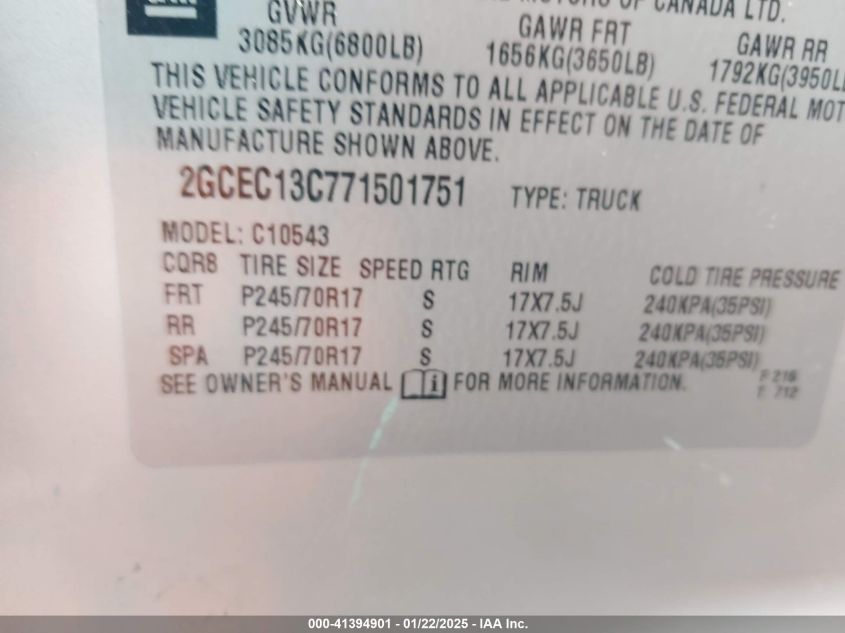 MOTORS OF CANADA LTD.
GVWR GAWR FRT GAWR RR
3085KG(6800LB) 1656KG(3650LB) 1792KG(3950LB
THIS VEHICLE CONFORMS TO ALL APPLICABLE U.S. FEDERAL MOT
VEHICLE SAFETY STANDARDS IN EFFECT ON THE DATE OF
MANUFACTURE SHOWN ABOVE.
2GCEC13C771501751 TYPE: TRUCK
MODEL: C10543
CQR8 TIRE SIZE SPEED RTG RIM COLD TIRE PRESSURE
FRT P245/70R17 S 17X7.5J 240KPA(35PSI)
RR P245/70R17 S 17X7.5J 240KPA(35PSI)
SPA P245/70R17 S 17X7.5J 240KPA(35PSI)
SEE OWNER'S MANUAL i FOR MORE INFORMATION.
000-41394901 - 01/22/2025 - IAA Inc.